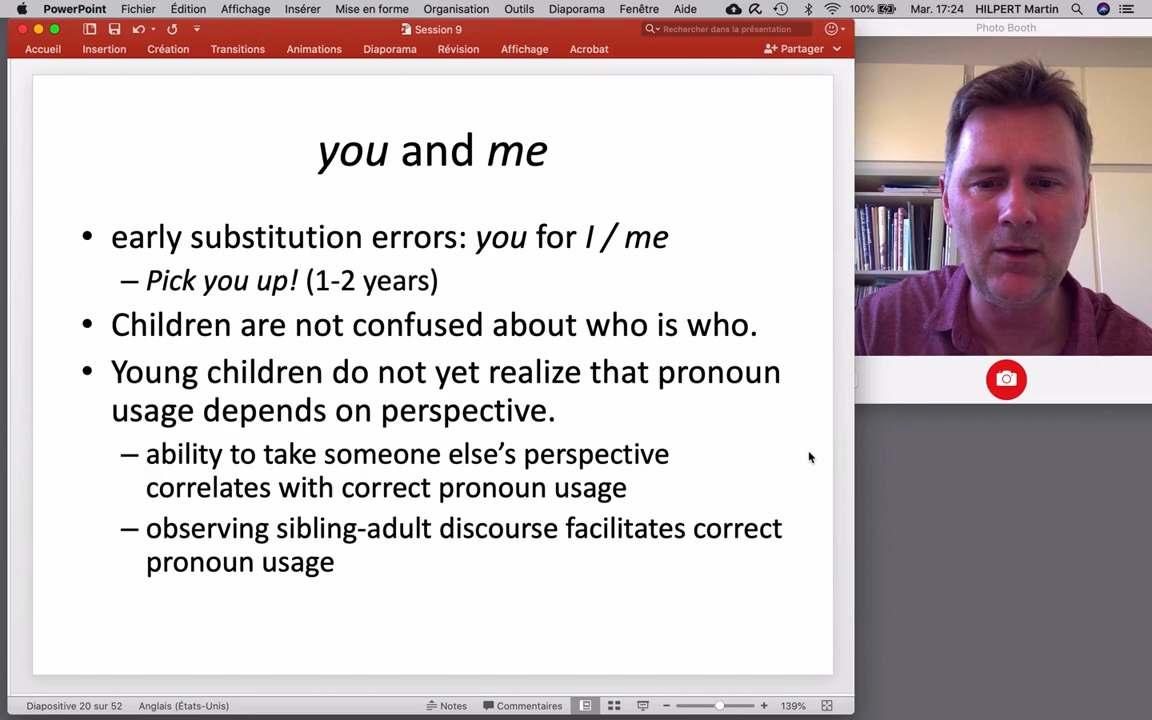 PowerPoint Fichier Édition Affichage Insérer Mise en forme Organisation Outils Diaporama Fenêtre Aide 100% Mar. 17:24 HILPERT Martin
Session 9
Rechercher dans la présentation
Photo Booth
Accueil Insertion Création Transitions Animations Diaporama Révision Affichage Acrobat Partager
you and me
• early substitution errors: you for I / me
– Pick you up! (1-2 years)
• Children are not confused about who is who.
• Young children do not yet realize that pronoun
usage depends on perspective.
– ability to take someone else’s perspective
correlates with correct pronoun usage
– observing sibling-adult discourse facilitates correct
pronoun usage
Diapositive 20 sur 52 Anglais (États-Unis) Notes Commentaires 139%